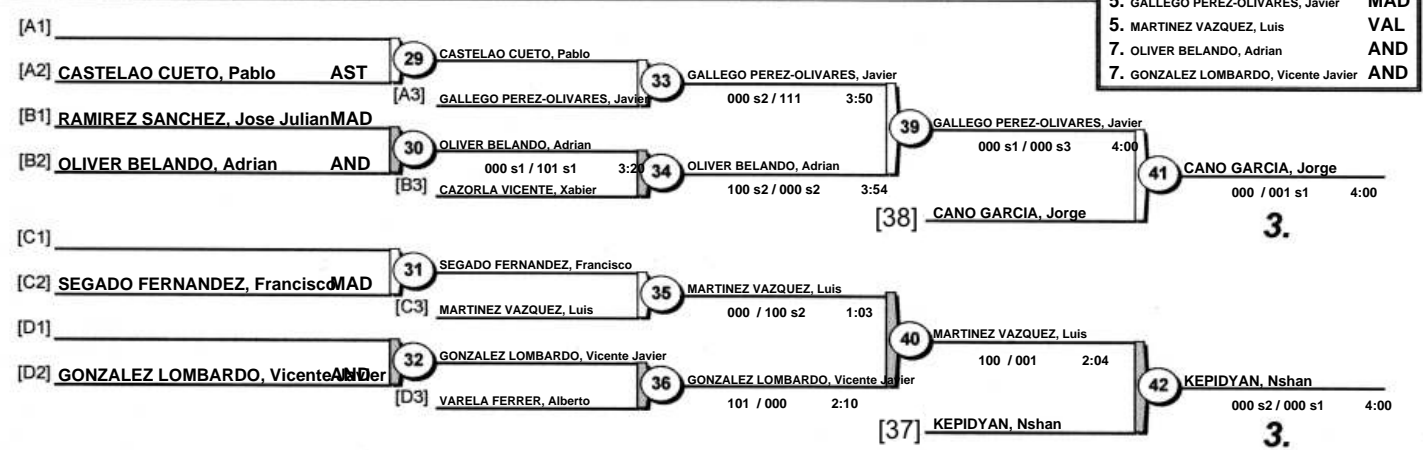 5. GALLEGO PEREZ-OLIVARES, Javier MAD
5. MARTINEZ VAZQUEZ, Luis VAL
7. OLIVER BELANDO, Adrian AND
7. GONZALEZ LOMBARDO, Vicente Javier AND
[A1]
29 CASTELAO CUETO, Pablo
[A2] CASTELAO CUETO, Pablo AST
33 GALLEGO PEREZ-OLIVARES, Javier
[A3] GALLEGO PEREZ-OLIVARES, Javier
000 s2 / 111 3:50
[B1] RAMIREZ SANCHEZ, Jose Julian MAD
39 GALLEGO PEREZ-OLIVARES, Javier
30 OLIVER BELANDO, Adrian
000 s1 / 000 s3 4:00
[B2] OLIVER BELANDO, Adrian AND
000 s1 / 101 s1 3:20
34 OLIVER BELANDO, Adrian
41 CANO GARCIA, Jorge
[B3] CAZORLA VICENTE, Xabier
100 s2 / 000 s2 3:54
000 / 001 s1 4:00
[38] CANO GARCIA, Jorge
3.
[C1]
31 SEGADO FERNANDEZ, Francisco
[C2] SEGADO FERNANDEZ, Francisco MAD
35 MARTINEZ VAZQUEZ, Luis
[C3] MARTINEZ VAZQUEZ, Luis
000 / 100 s2 1:03
[D1]
40 MARTINEZ VAZQUEZ, Luis
32 GONZALEZ LOMBARDO, Vicente Javier
100 / 001 2:04
[D2] GONZALEZ LOMBARDO, Vicente Javier AND
36 GONZALEZ LOMBARDO, Vicente Javier
42 KEPIDYAN, Nshan
[D3] VARELA FERRER, Alberto
101 / 000 2:10
000 s2 / 000 s1 4:00
[37] KEPIDYAN, Nshan
3.